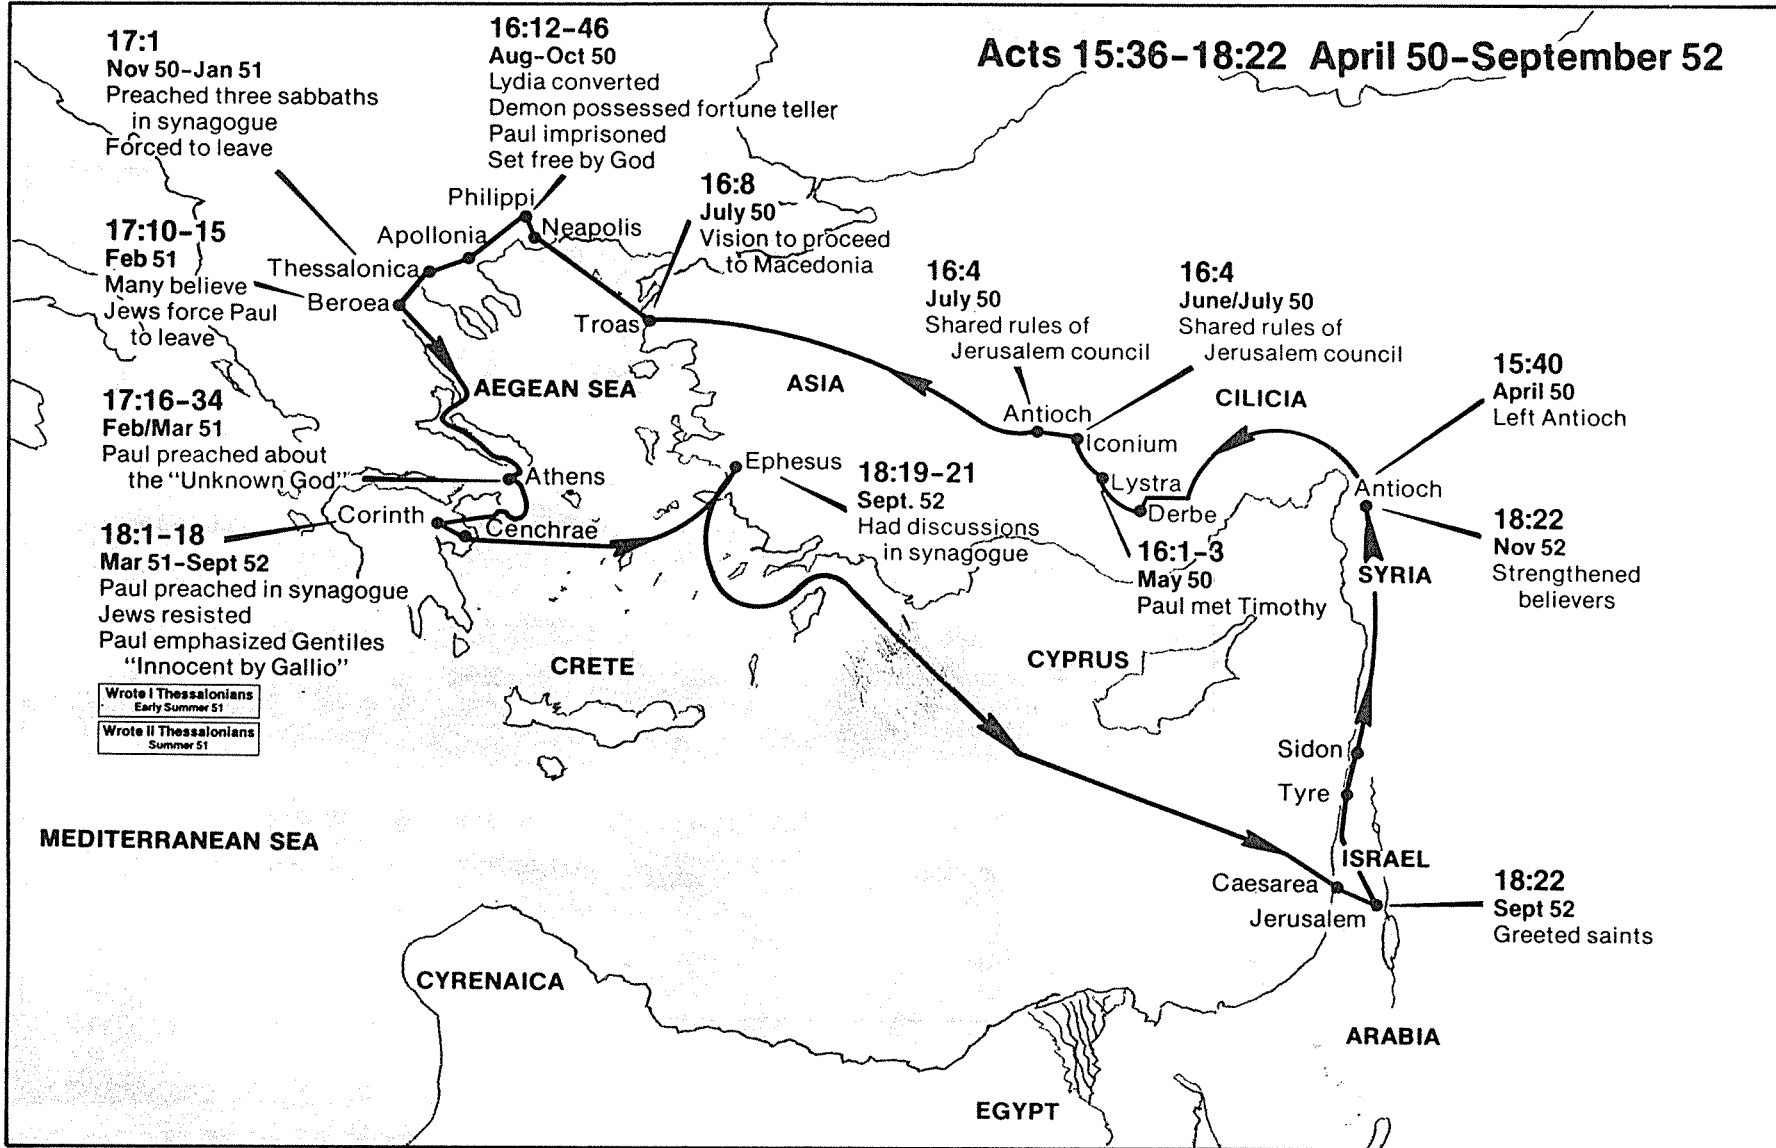 Acts 15:36-18:22 April 50-September 52
17:1
Nov 50-Jan 51
Preached three sabbaths
in synagogue
Forced to leave
16:12-46
Aug-Oct 50
Lydia converted
Demon possessed fortune teller
Paul imprisoned
Set free by God
16:8
July 50
Vision to proceed
to Macedonia
17:10-15
Feb 51
Many believe
Jews force Paul
to leave
Philippi
Neapolis
Apollonia
Thessalonica
Beroea
Troas
16:4
July 50
Shared rules of
Jerusalem council
16:4
June/July 50
Shared rules of
Jerusalem council
15:40
April 50
Left Antioch
AEGEAN SEA
ASIA
CILICIA
17:16-34
Feb/Mar 51
Paul preached about
the "Unknown God"
Antioch
Iconium
Lystra
Derbe
Antioch
Athens
Ephesus
Corinth
Cenchrae
18:19-21
Sept. 52
Had discussions
in synagogue
16:1-3
May 50
Paul met Timothy
18:22
Nov 52
Strengthened
believers
SYRIA
18:1-18
Mar 51-Sept 52
Paul preached in synagogue
Jews resisted
Paul emphasized Gentiles
"Innocent by Gallio"
Wrote I Thessalonians
Early Summer 51
Wrote II Thessalonians
Summer 51
CRETE
CYPRUS
Sidon
Tyre
MEDITERRANEAN SEA
ISRAEL
Caesarea
Jerusalem
18:22
Sept 52
Greeted saints
CYRENAICA
ARABIA
EGYPT